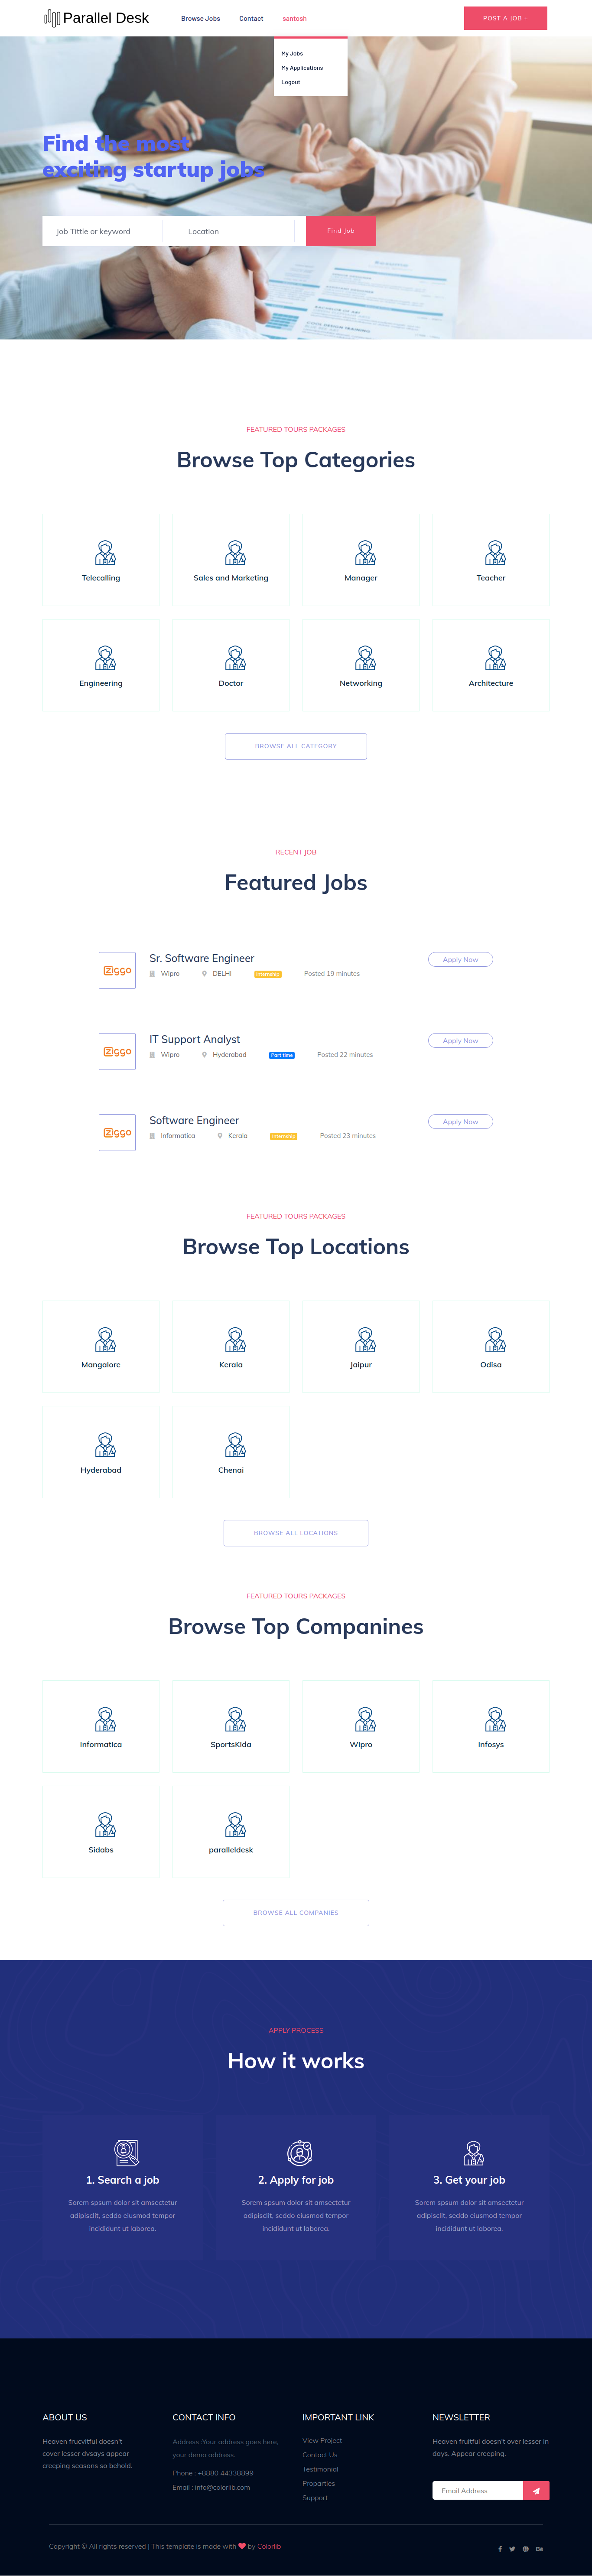 Parallel Desk
Browse Jobs
Contact
santosh
POST A JOB »
My Jobs
My Applications
Logout
Find the most
exciting startup jobs
Job Tittle or keyword
Location
Find Job
FEATURED TOURS PACKAGES
Browse Top Categories
Telecalling
Sales and Marketing
Manager
Teacher
Engineering
Doctor
Networking
Architecture
BROWSE ALL CATEGORY
RECENT JOB
Featured Jobs
ziggo
Sr. Software Engineer
Wipro
DELHI
Internship
Posted 19 minutes
Apply Now
ziggo
IT Support Analyst
Wipro
Hyderabad
Part time
Posted 22 minutes
Apply Now
ziggo
Software Engineer
Informatica
Kerala
Internship
Posted 23 minutes
Apply Now
FEATURED TOURS PACKAGES
Browse Top Locations
Mangalore
Kerala
Jaipur
Odisa
Hyderabad
Chenai
BROWSE ALL LOCATIONS
FEATURED TOURS PACKAGES
Browse Top Companines
Informatica
SportsKida
Wipro
Infosys
Sidabs
paralleldesk
BROWSE ALL COMPANIES
APPLY PROCESS
How it works
1. Search a job
Sorem spsum dolor sit amsectetur
adipisclit, seddo eiusmod tempor
incididunt ut laborea.
2. Apply for job
Sorem spsum dolor sit amsectetur
adipisclit, seddo eiusmod tempor
incididunt ut laborea.
3. Get your job
Sorem spsum dolor sit amsectetur
adipisclit, seddo eiusmod tempor
incididunt ut laborea.
ABOUT US
Heaven frucvitful doesn't
cover lesser dvsays appear
creeping seasons so behold.
CONTACT INFO
Address :Your address goes here,
your demo address.
Phone : +8880 44338899
Email : info@colorlib.com
IMPORTANT LINK
View Project
Contact Us
Testimonial
Proparties
Support
NEWSLETTER
Heaven fruitful doesn't over lesser in
days. Appear creeping.
Email Address
Copyright © All rights reserved | This template is made with ❤ by Colorlib